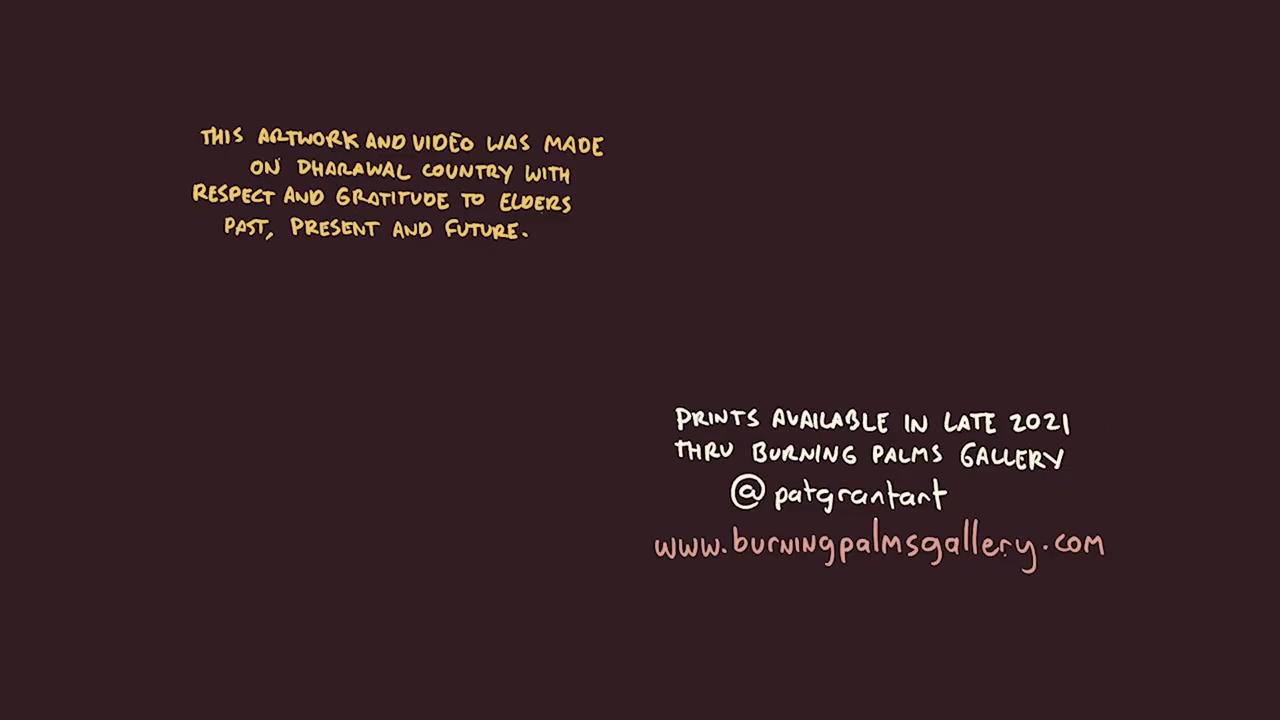 THIS ARTWORK AND VIDEO WAS MADE
ON DHARAWAL COUNTRY WITH
RESPECT AND GRATITUDE TO ELDERS
PAST, PRESENT AND FUTURE.
PRINTS AVAILABLE IN LATE 2021
THRU BURNING PALMS GALLERY
@patgrantart
www.burningpalmsgallery.com